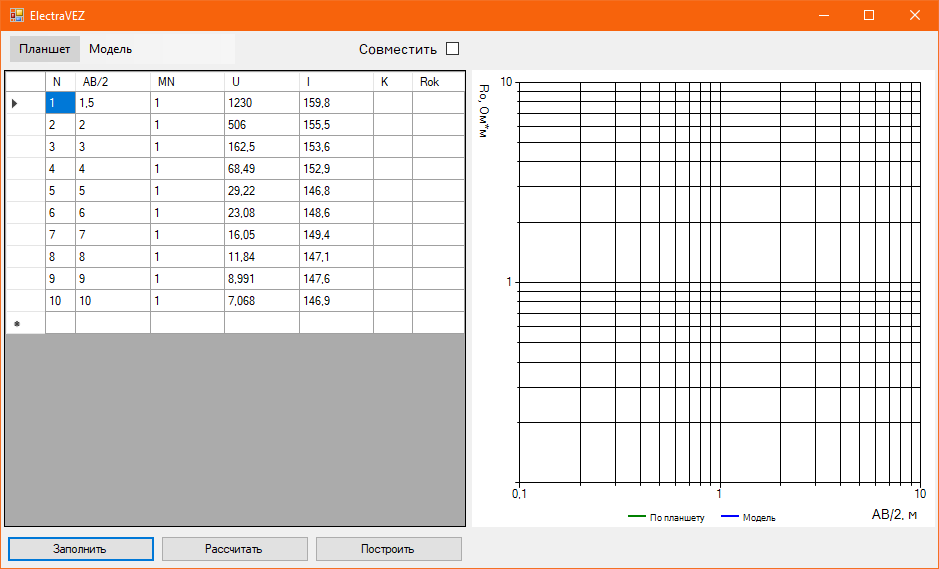 ElectraVEZ
Планшет Модель Совместить
N AB/2 MN U I K Rok
1 1,5 1 1230 159,8
2 2 1 506 155,5
3 3 1 162,5 153,6
4 4 1 68,49 152,9
5 5 1 29,22 146,8
6 6 1 23,08 148,6
7 7 1 16,05 149,4
8 8 1 11,84 147,1
9 9 1 8,991 147,6
10 10 1 7,068 146,9
*
Заполнить Рассчитать Построить
Ro, Ом*м
10
1
0,1 1 10
По планшету Модель
AB/2, м